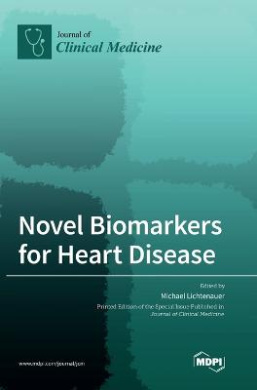 Journal of
Clinical Medicine
Novel Biomarkers
for Heart Disease
Edited by
Michael Lichtenauer
Printed Edition of the Special Issue Published in
Journal of Clinical Medicine
www.mdpi.com/journal/jcm
MDPI